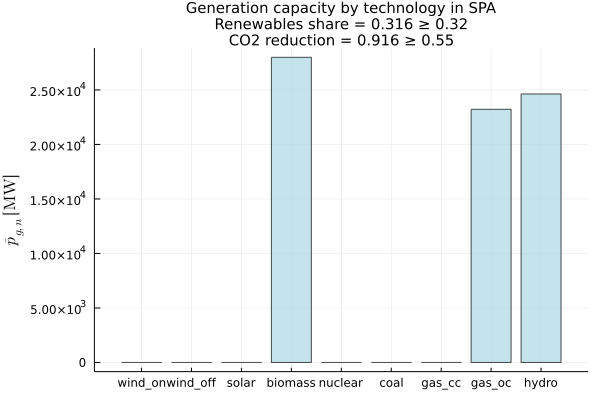 Generation capacity by technology in SPA
Renewables share = 0.316 ≥ 0.32
CO2 reduction = 0.916 ≥ 0.55
2.50×10⁴
2.00×10⁴
1.50×10⁴
1.00×10⁴
5.00×10³
0
p̄g,n [MW]
wind_on wind_off solar biomass nuclear coal gas_cc gas_oc hydro